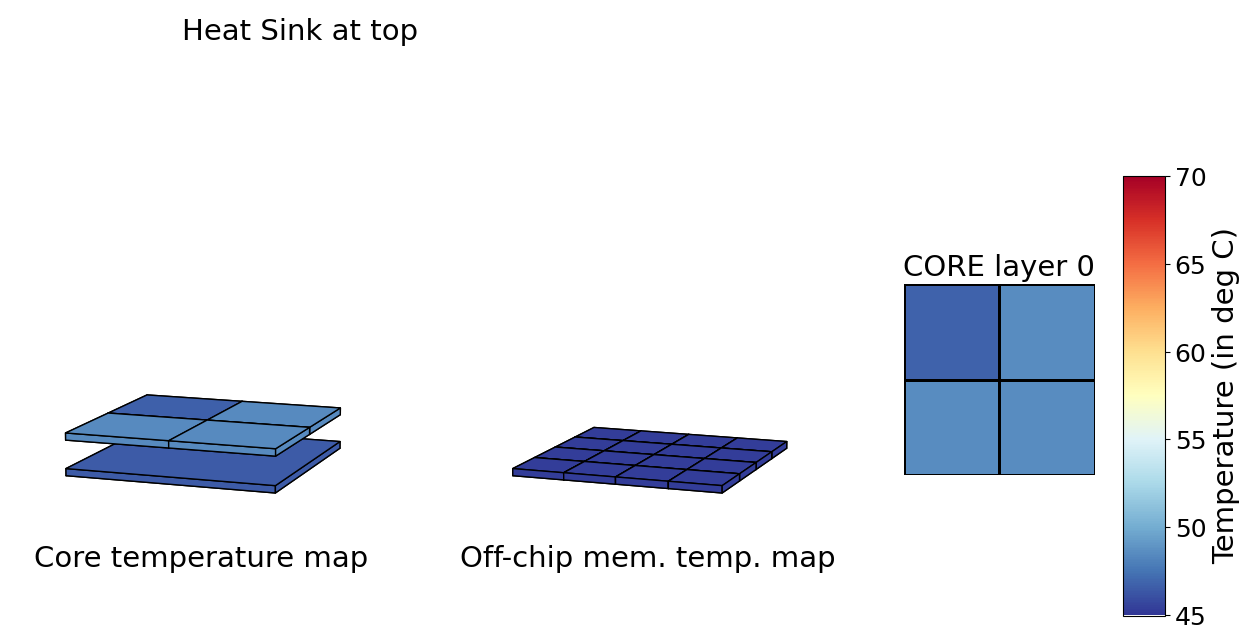 Heat Sink at top
CORE layer 0
Core temperature map
Off-chip mem. temp. map
70
65
60
55
50
45
Temperature (in deg C)